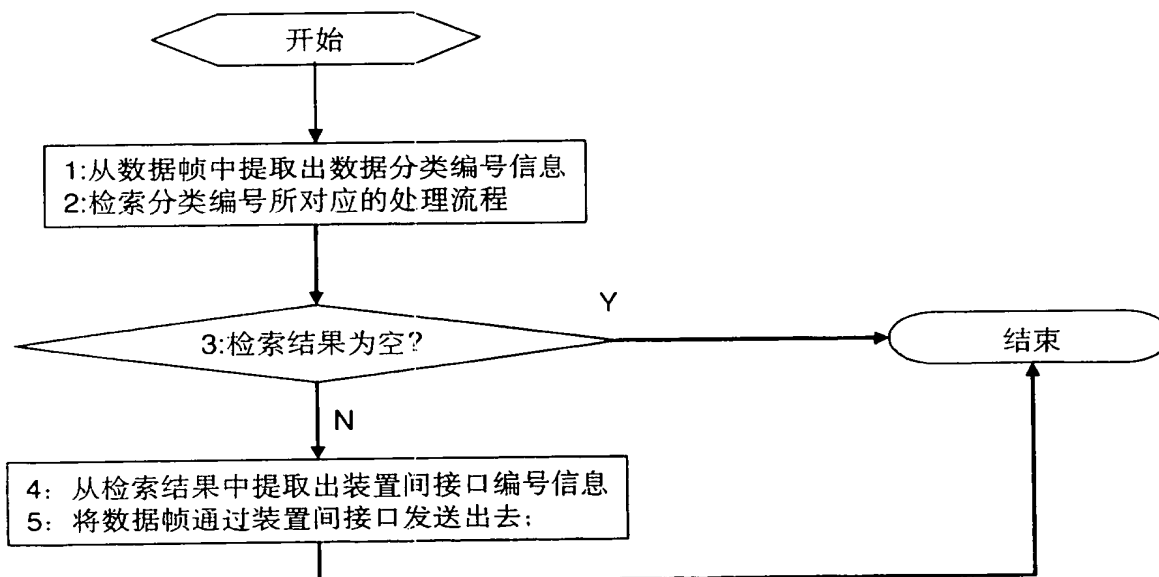 开始
1:从数据帧中提取出数据分类编号信息
2:检索分类编号所对应的处理流程
3:检索结果为空?
Y
结束
N
4：从检索结果中提取出装置间接口编号信息
5：将数据帧通过装置间接口发送出去;